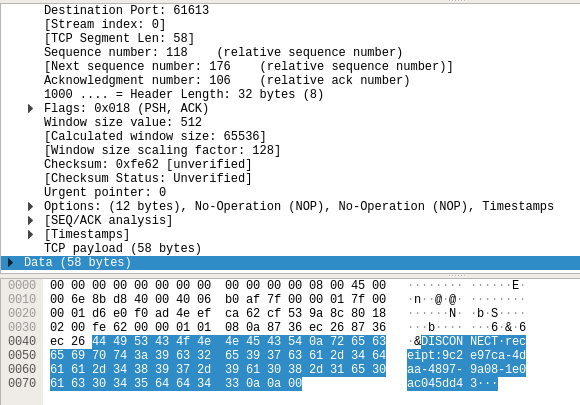 Destination Port: 61613
[Stream index: 0]
[TCP Segment Len: 58]
Sequence number: 118    (relative sequence number)
[Next sequence number: 176    (relative sequence number)]
Acknowledgment number: 106    (relative ack number)
1000 .... = Header Length: 32 bytes (8)
Flags: 0x018 (PSH, ACK)
Window size value: 512
[Calculated window size: 65536]
[Window size scaling factor: 128]
Checksum: 0xfe62 [unverified]
[Checksum Status: Unverified]
Urgent pointer: 0
Options: (12 bytes), No-Operation (NOP), No-Operation (NOP), Timestamps
[SEQ/ACK analysis]
[Timestamps]
TCP payload (58 bytes)
Data (58 bytes)
0000  00 00 00 00 00 00 00 00  00 00 00 00 08 00 45 00  ········ ······E·
0010  00 6e 8b d8 40 00 40 06  b0 af 7f 00 00 01 7f 00  ·n··@·@· ········
0020  00 01 d6 e0 f0 ad 4e ef  ca 62 cf 53 9a 8c 80 18  ······N· ·b·S····
0030  02 00 fe 62 00 00 01 01  08 0a 87 36 ec 26 87 36  ···b···· ···6·&·6
0040  ec 26 44 49 53 43 4f 4e  4e 45 43 54 0a 72 65 63  ·&DISCON NECT·rec
0050  65 69 70 74 3a 39 63 32  65 39 37 63 61 2d 34 64  eipt:9c2 e97ca-4d
0060  61 61 2d 34 38 39 37 2d  39 61 30 38 2d 31 65 30  aa-4897- 9a08-1e0
0070  61 63 30 34 35 64 64 34  33 0a 0a 00  ac045dd4 3···